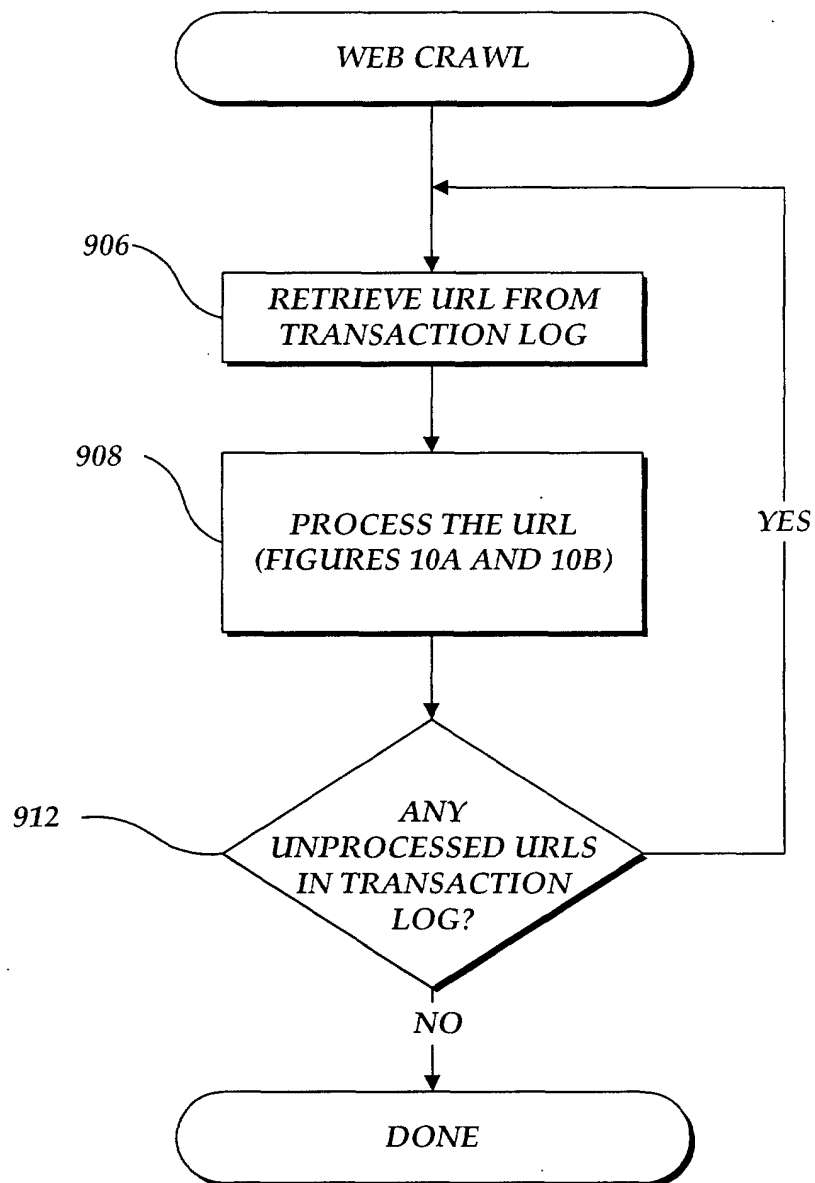 WEB CRAWL
906
RETRIEVE URL FROM
TRANSACTION LOG
908
PROCESS THE URL
(FIGURES 10A AND 10B)
YES
912
ANY
UNPROCESSED URLS
IN TRANSACTION
LOG?
NO
DONE